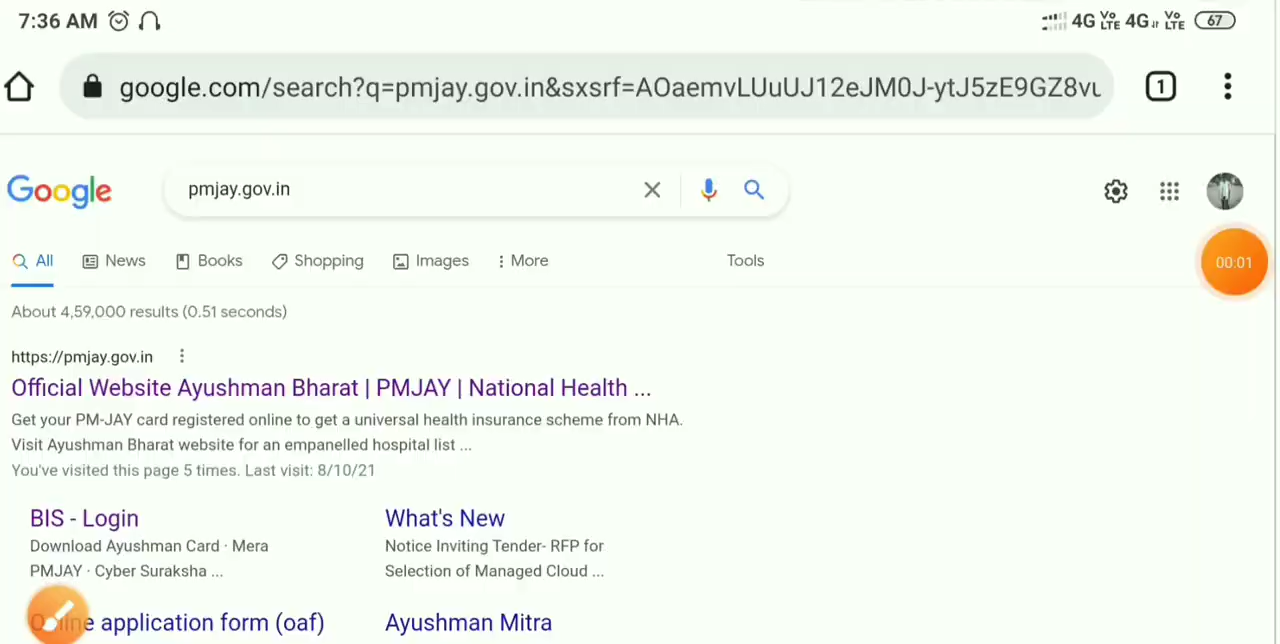 7:36 AM 4G Vo LTE 4G Vo LTE 67
google.com/search?q=pmjay.gov.in&sxsrf=AOaemvLUuUJ12eJM0J-ytJ5zE9GZ8vu 1
Google pmjay.gov.in
All News Books Shopping Images More Tools
00:01
About 4,59,000 results (0.51 seconds)
https://pmjay.gov.in
Official Website Ayushman Bharat | PMJAY | National Health ...
Get your PM-JAY card registered online to get a universal health insurance scheme from NHA.
Visit Ayushman Bharat website for an empanelled hospital list ...
You've visited this page 5 times. Last visit: 8/10/21
BIS - Login
Download Ayushman Card · Mera
PMJAY · Cyber Suraksha ...
What's New
Notice Inviting Tender- RFP for
Selection of Managed Cloud ...
application form (oaf)
Ayushman Mitra